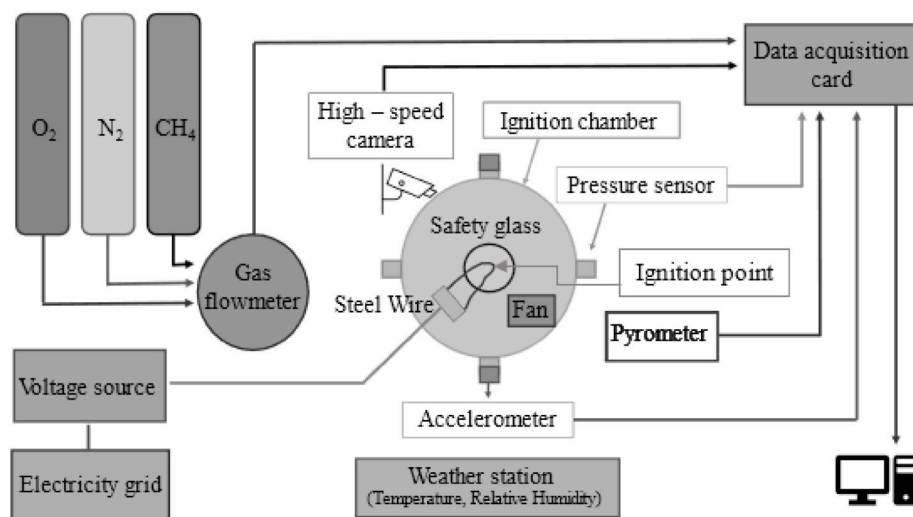 O2
N2
CH4
Data acquisition
card
High – speed
camera
Ignition chamber
Pressure sensor
Safety glass
Gas
flowmeter
Ignition point
Steel Wire
Fan
Pyrometer
Voltage source
Accelerometer
Electricity grid
Weather station
(Temperature, Relative Humidity)